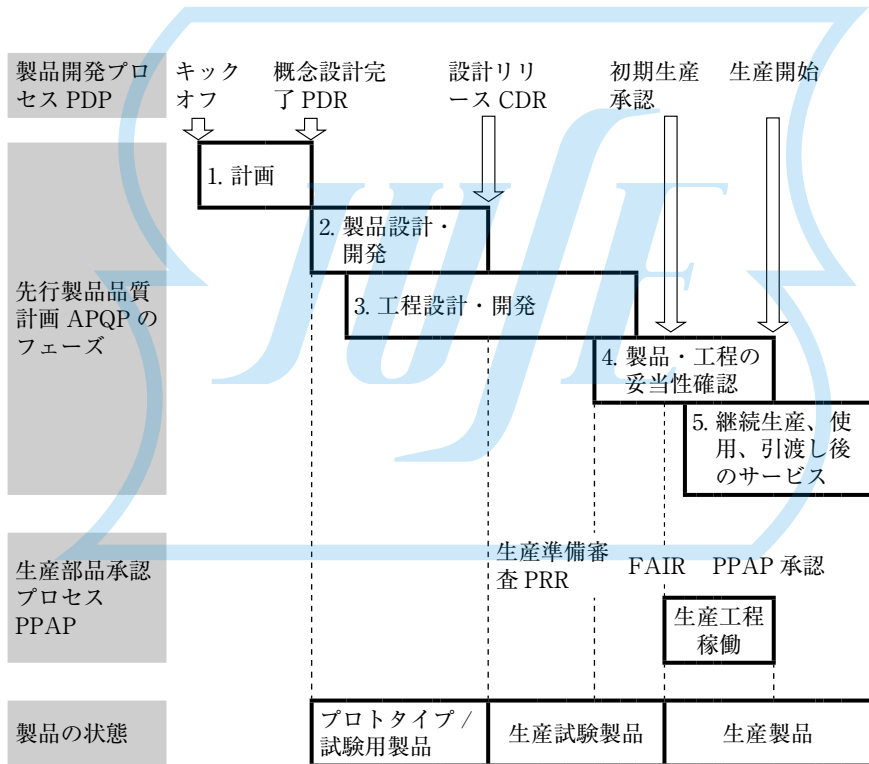 製品開発プロ
セス PDP
キック
オフ
概念設計完
了 PDR
設計リリ
ース CDR
初期生産
承認
生産開始
先行製品品質
計画 APQP の
フェーズ
1. 計画
2. 製品設計・
開発
3. 工程設計・開発
4. 製品・工程の
妥当性確認
5. 継続生産、使
用、引渡し後
のサービス
生産部品承認
プロセス
PPAP
生産準備審
査 PRR
FAIR
PPAP 承認
生産工程
稼働
製品の状態
プロトタイプ /
試験用製品
生産試験製品
生産製品
JUSE